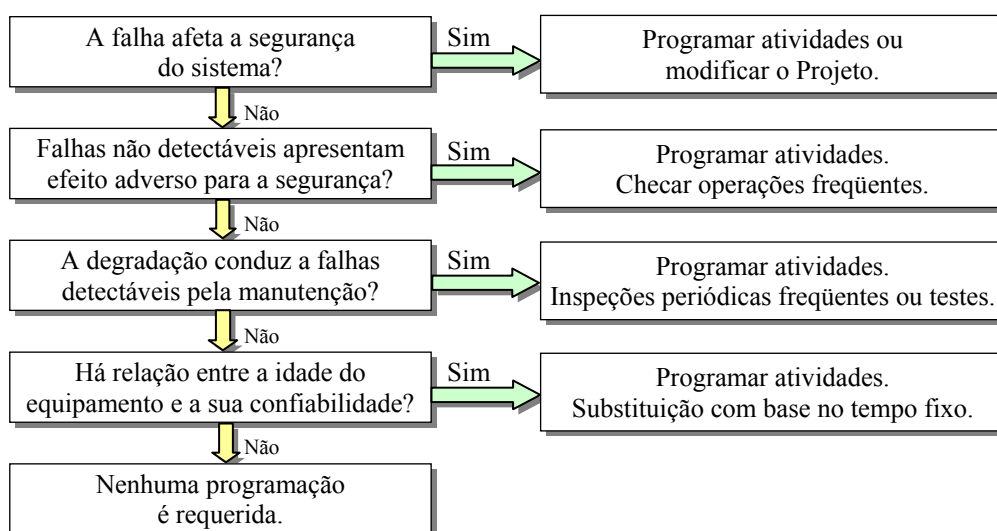 A falha afeta a segurança
do sistema?
Sim
Programar atividades ou
modificar o Projeto.
Não
Falhas não detectáveis apresentam
efeito adverso para a segurança?
Sim
Programar atividades.
Checar operações freqüentes.
Não
A degradação conduz a falhas
detectáveis pela manutenção?
Sim
Programar atividades.
Inspeções periódicas freqüentes ou testes.
Não
Há relação entre a idade do
equipamento e a sua confiabilidade?
Sim
Programar atividades.
Substituição com base no tempo fixo.
Não
Nenhuma programação
é requerida.